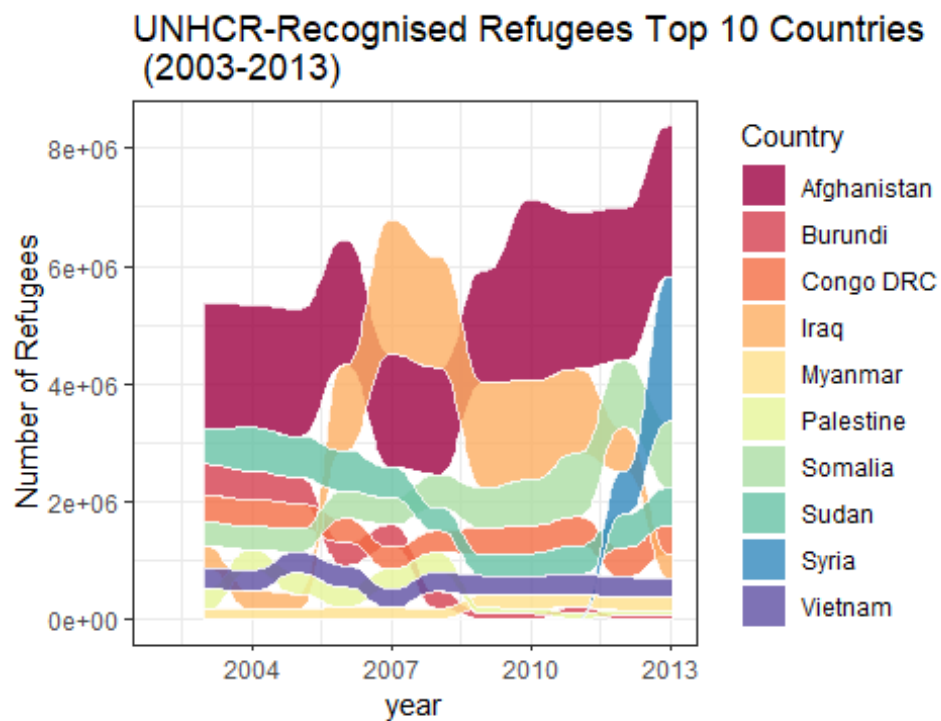 UNHCR-Recognised Refugees Top 10 Countries
(2003-2013)
Number of Refugees
8e+06
6e+06
4e+06
2e+06
0e+00
2004
2007
2010
2013
year
Country
Afghanistan
Burundi
Congo DRC
Iraq
Myanmar
Palestine
Somalia
Sudan
Syria
Vietnam